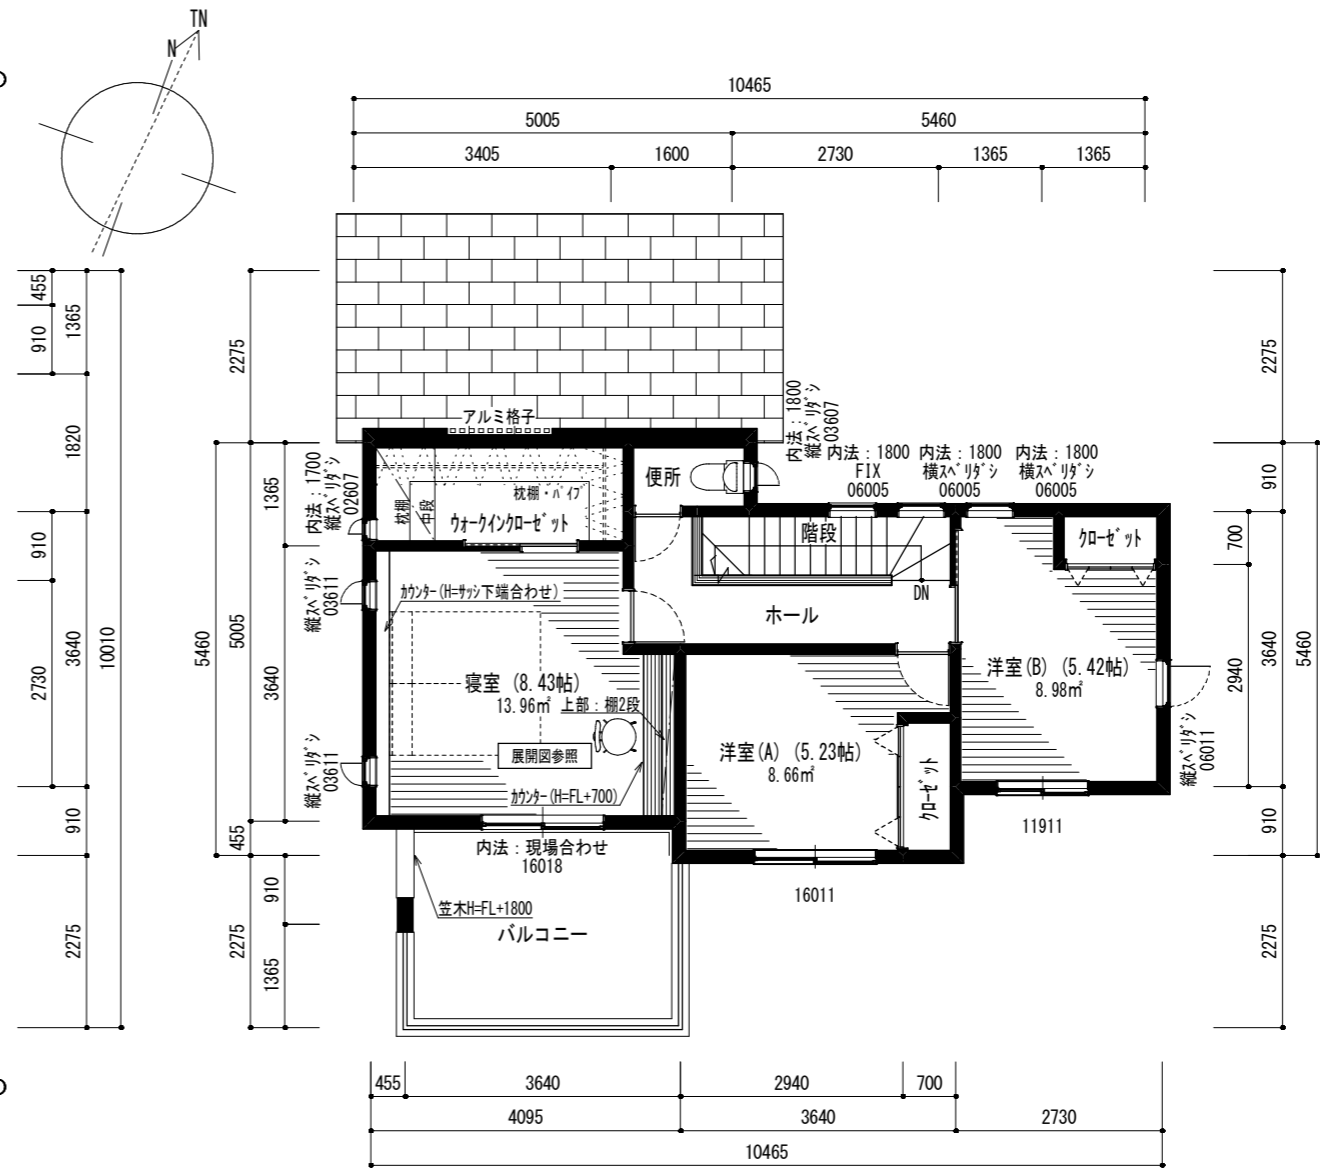 TN
N
10465
5005
5460
3405
1600
2730
1365
1365
455
910
1365
1820
910
2730
3640
910
2275
10010
2275
5460
1365
5005
3640
455
910
2275
1365
2275
910
700
2940
3640
5460
910
2275
アルミ格子
内法：1800
縦スベリダシ
03607
内法：1800
FIX
06005
内法：1800
横スベリダシ
06005
内法：1800
横スベリダシ
06005
内法：1700
縦スベリダシ
02607
枕棚
中段
枕棚・パイプ
ウォークインクローゼット
便所
階段
DN
ホール
クローゼット
縦スベリダシ
03611
カウンター(H=サッシ下端合わせ)
寝室 (8.43帖)
13.96㎡
上部：棚2段
展開図参照
カウンター(H=FL+700)
縦スベリダシ
03611
洋室(A) (5.23帖)
8.66㎡
クローゼット
洋室(B) (5.42帖)
8.98㎡
縦スベリダシ
06011
11911
16011
内法：現場合わせ
16018
笠木H=FL+1800
バルコニー
455
3640
2940
700
4095
3640
2730
10465